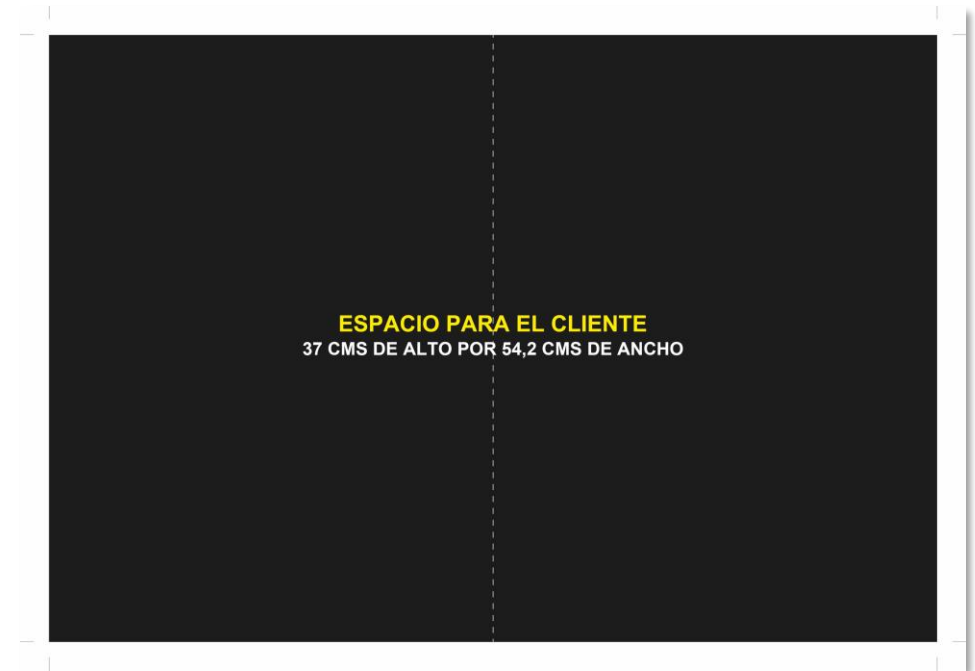 ESPACIO PARA EL CLIENTE
37 CMS DE ALTO POR 54,2 CMS DE ANCHO